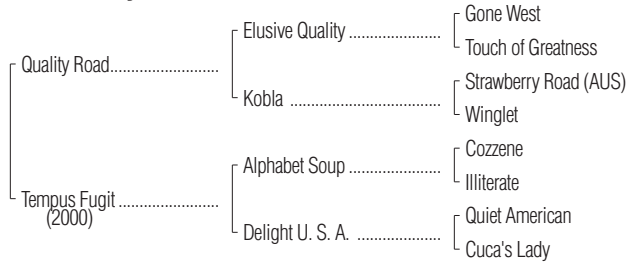 Gone West
Elusive Quality ...................
Touch of Greatness
Quality Road.......................
Strawberry Road (AUS)
Kobla ...............................
Winglet
Cozzene
Alphabet Soup ...................
Illiterate
Tempus Fugit .....................
(2000)
Quiet American
Delight U. S. A. .................
Cuca's Lady